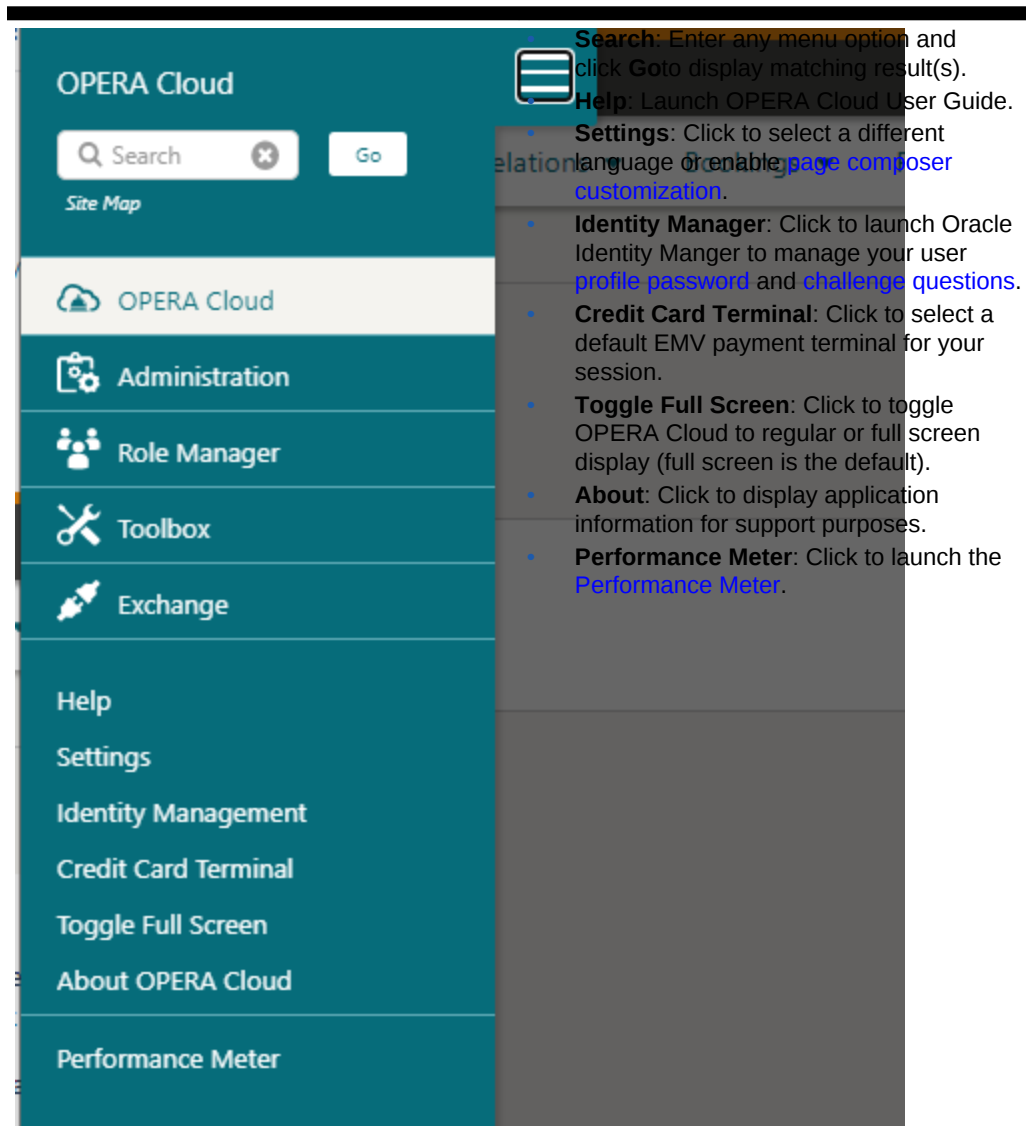 OPERA Cloud
Search
Go
Site Map
OPERA Cloud
Administration
Role Manager
Toolbox
Exchange
Help
Settings
Identity Management
Credit Card Terminal
Toggle Full Screen
About OPERA Cloud
Performance Meter
elations Bookings
• Search: Enter any menu option and
click Goto display matching result(s).
• Help: Launch OPERA Cloud User Guide.
• Settings: Click to select a different
language or enable page composer
customization.
• Identity Manager: Click to launch Oracle
Identity Manger to manage your user
profile password and challenge questions.
• Credit Card Terminal: Click to select a
default EMV payment terminal for your
session.
• Toggle Full Screen: Click to toggle
OPERA Cloud to regular or full screen
display (full screen is the default).
• About: Click to display application
information for support purposes.
• Performance Meter: Click to launch the
Performance Meter.